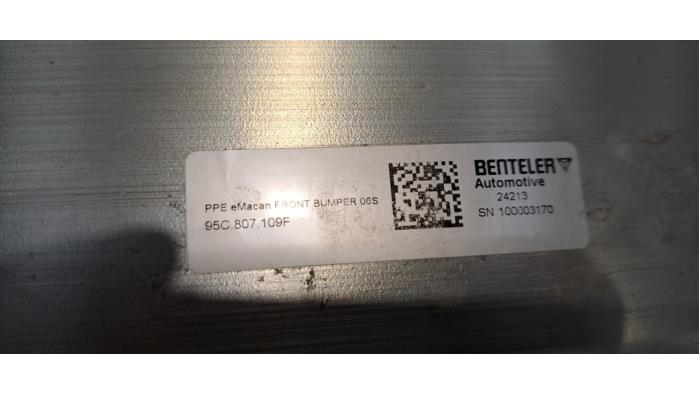 PPE eMacan FRONT BUMPER 06S
95C.807.109F
BENTELER
Automotive
24213
SN 100003170